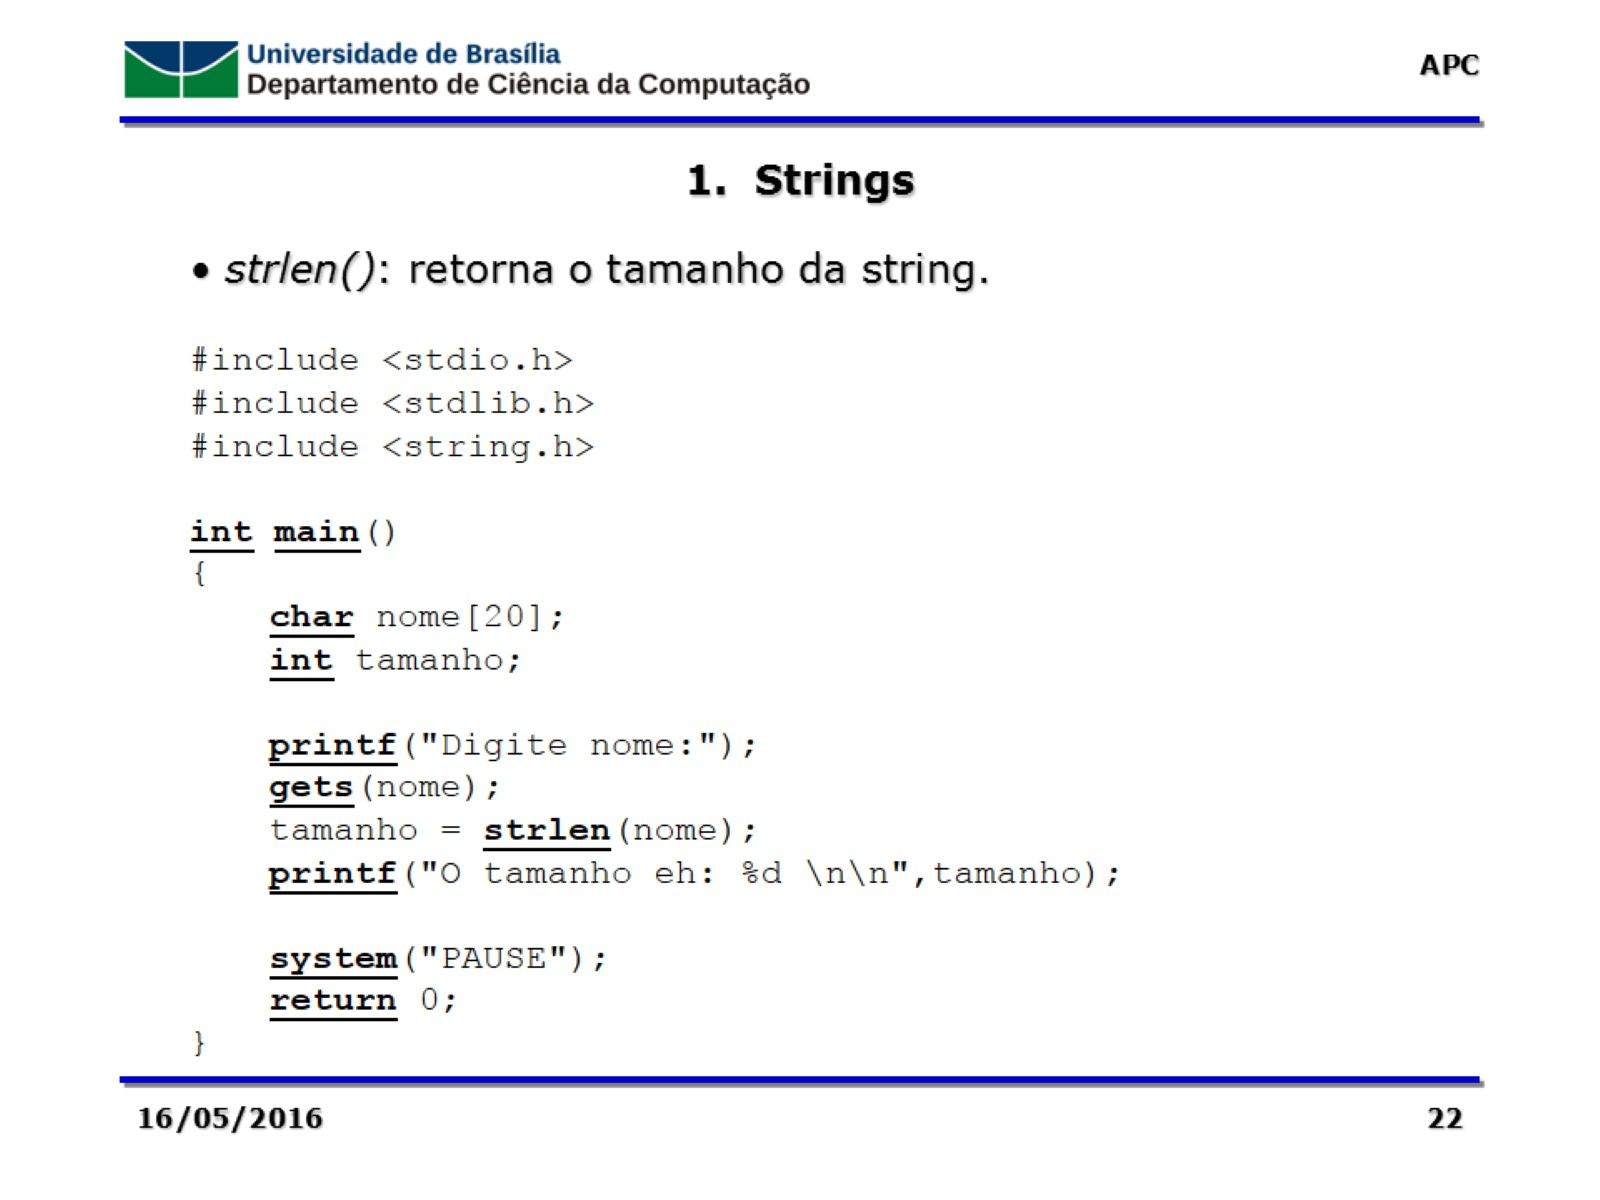 Universidade de Brasília
Departamento de Ciência da Computação
APC
1. Strings
• strlen(): retorna o tamanho da string.
#include <stdio.h>
#include <stdlib.h>
#include <string.h>
int main()
{
char nome[20];
int tamanho;
printf("Digite nome:");
gets(nome);
tamanho = strlen(nome);
printf("O tamanho eh: %d \n\n",tamanho);
system("PAUSE");
return 0;
}
16/05/2016
22